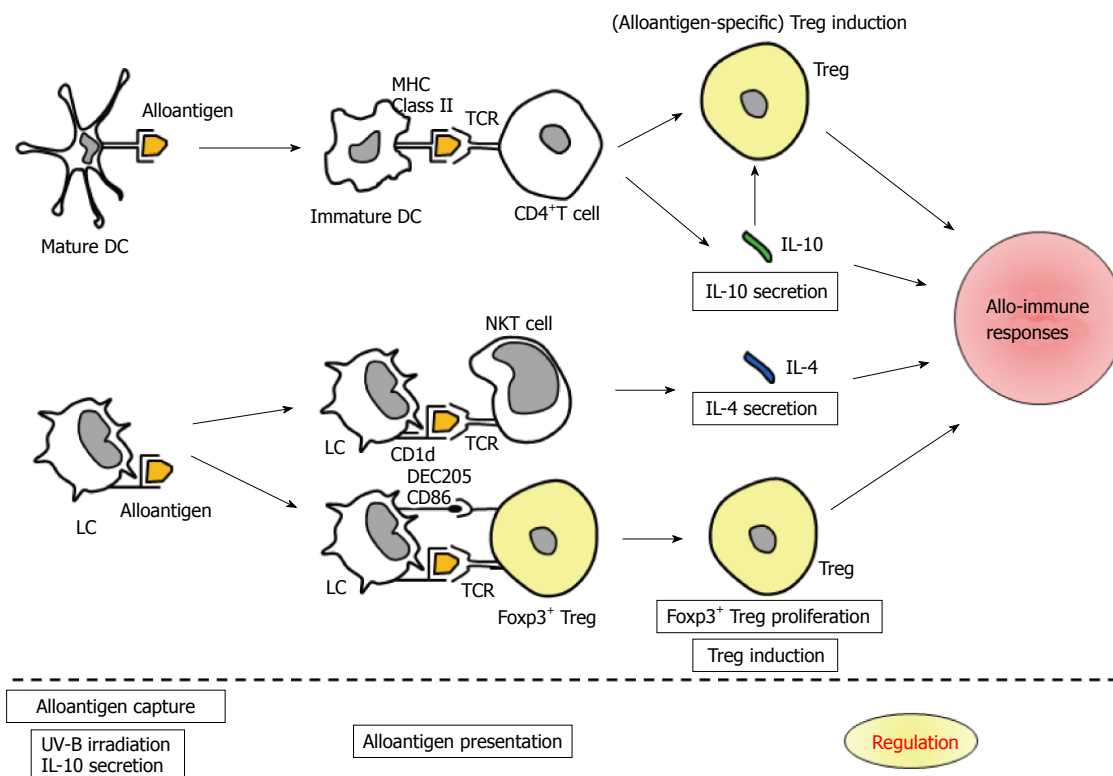 (Alloantigen-specific) Treg induction
Treg
MHC
Class II
TCR
Alloantigen
Mature DC
Immature DC
CD4⁺T cell
IL-10
IL-10 secretion
Allo-immune
responses
NKT cell
IL-4
IL-4 secretion
LC
CD1d
TCR
DEC205
CD86
Alloantigen
LC
LC
TCR
Foxp3⁺ Treg
Treg
Foxp3⁺ Treg proliferation
Treg induction
Alloantigen capture
UV-B irradiation
IL-10 secretion
Alloantigen presentation
Regulation